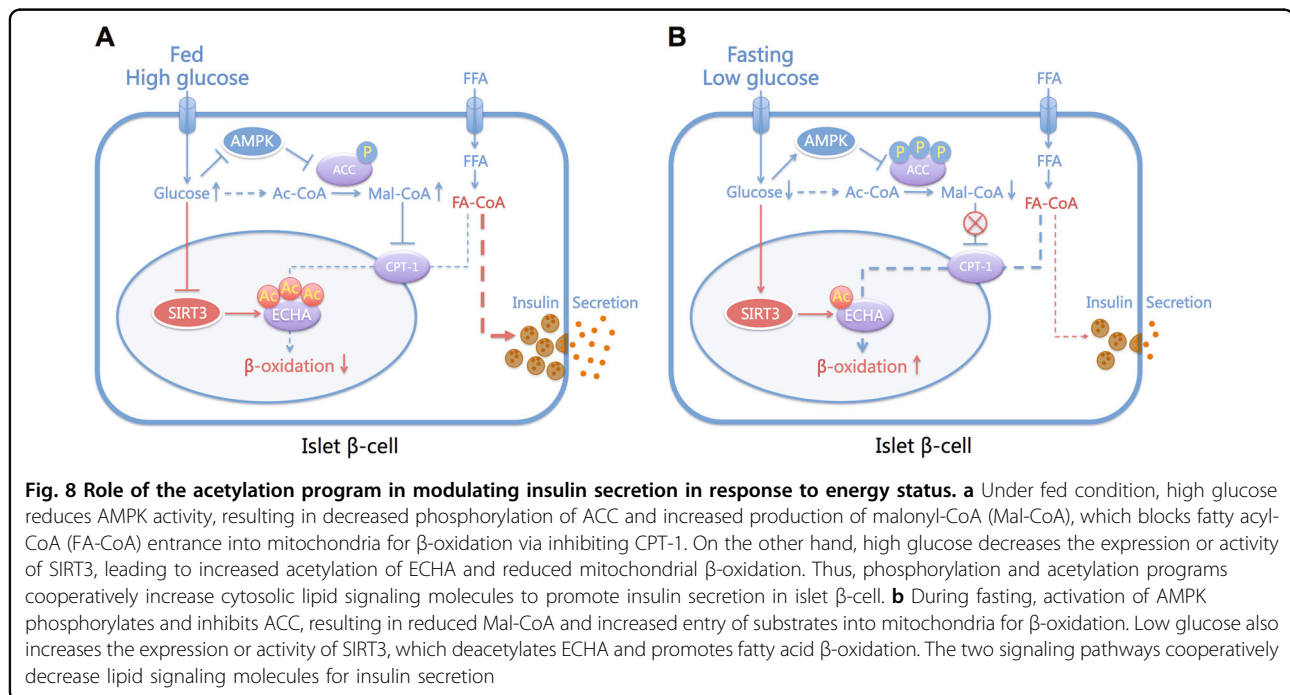 A
Fed
High glucose
FFA
AMPK
P
ACC
FFA
Glucose ↑
Ac-CoA
Mal-CoA ↑
FA-CoA
CPT-1
Ac Ac Ac
SIRT3
ECHA
Insulin Secretion
β-oxidation ↓
Islet β-cell
B
Fasting
Low glucose
FFA
AMPK
P P P
ACC
FFA
Glucose ↓
Ac-CoA
Mal-CoA ↓
FA-CoA
CPT-1
Ac
SIRT3
ECHA
Insulin Secretion
β-oxidation ↑
Islet β-cell
Fig. 8 Role of the acetylation program in modulating insulin secretion in response to energy status. a Under fed condition, high glucose
reduces AMPK activity, resulting in decreased phosphorylation of ACC and increased production of malonyl-CoA (Mal-CoA), which blocks fatty acyl-
CoA (FA-CoA) entrance into mitochondria for β-oxidation via inhibiting CPT-1. On the other hand, high glucose decreases the expression or activity
of SIRT3, leading to increased acetylation of ECHA and reduced mitochondrial β-oxidation. Thus, phosphorylation and acetylation programs
cooperatively increase cytosolic lipid signaling molecules to promote insulin secretion in islet β-cell. b During fasting, activation of AMPK
phosphorylates and inhibits ACC, resulting in reduced Mal-CoA and increased entry of substrates into mitochondria for β-oxidation. Low glucose also
increases the expression or activity of SIRT3, which deacetylates ECHA and promotes fatty acid β-oxidation. The two signaling pathways cooperatively
decrease lipid signaling molecules for insulin secretion